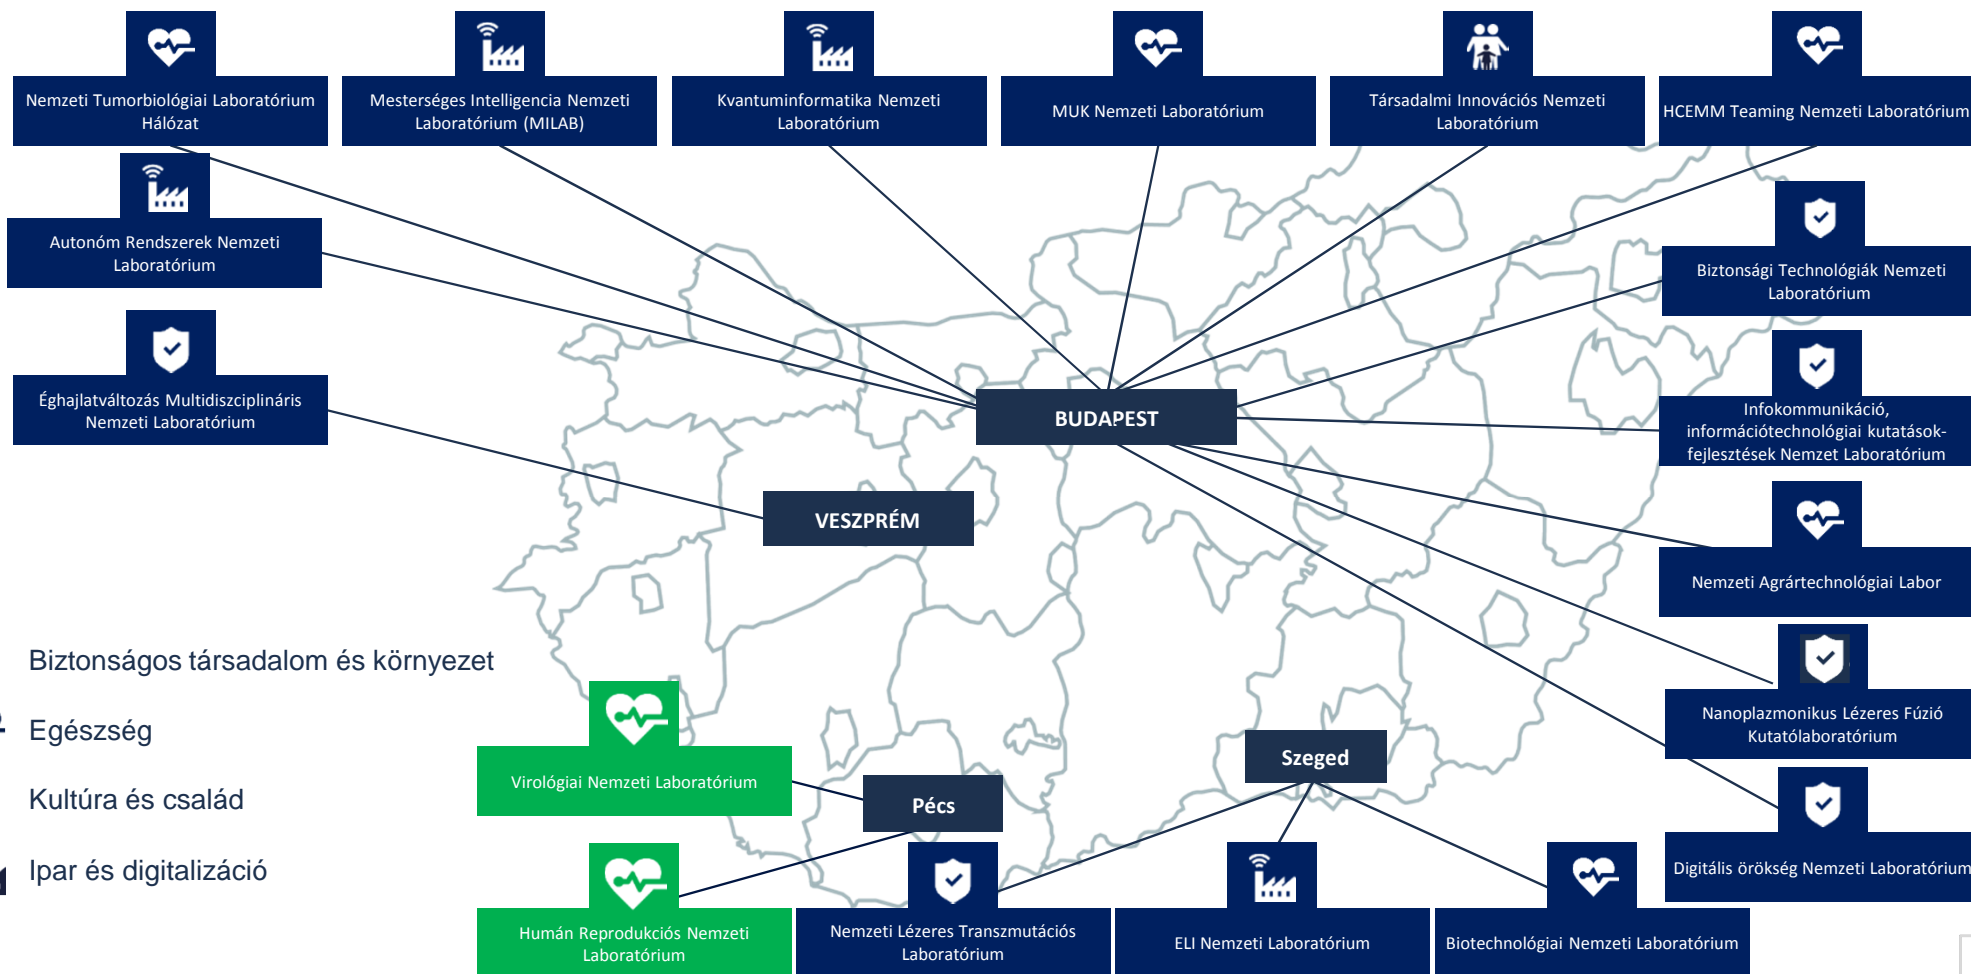 Nemzeti Tumorbiológiai Laboratórium
Hálózat
Mesterséges Intelligencia Nemzeti
Laboratórium (MILAB)
Kvantuminformatika Nemzeti
Laboratórium
MUK Nemzeti Laboratórium
Társadalmi Innovációs Nemzeti
Laboratórium
HCEMM Teaming Nemzeti Laboratórium
Autonóm Rendszerek Nemzeti
Laboratórium
Biztonsági Technológiák Nemzeti
Laboratórium
Éghajlatváltozás Multidiszciplináris
Nemzeti Laboratórium
BUDAPEST
Infokommunikáció,
információtechnológiai kutatások-
fejlesztések Nemzet Laboratórium
VESZPRÉM
Nemzeti Agrártechnológiai Labor
Biztonságos társadalom és környezet
Egészség
Kultúra és család
Ipar és digitalizáció
Nanoplazmonikus Lézeres Fúzió
Kutatólaboratórium
Virológiai Nemzeti Laboratórium
Pécs
Szeged
Digitális örökség Nemzeti Laboratórium
Humán Reprodukciós Nemzeti
Laboratórium
Nemzeti Lézeres Transzmutációs
Laboratórium
ELI Nemzeti Laboratórium
Biotechnológiai Nemzeti Laboratórium